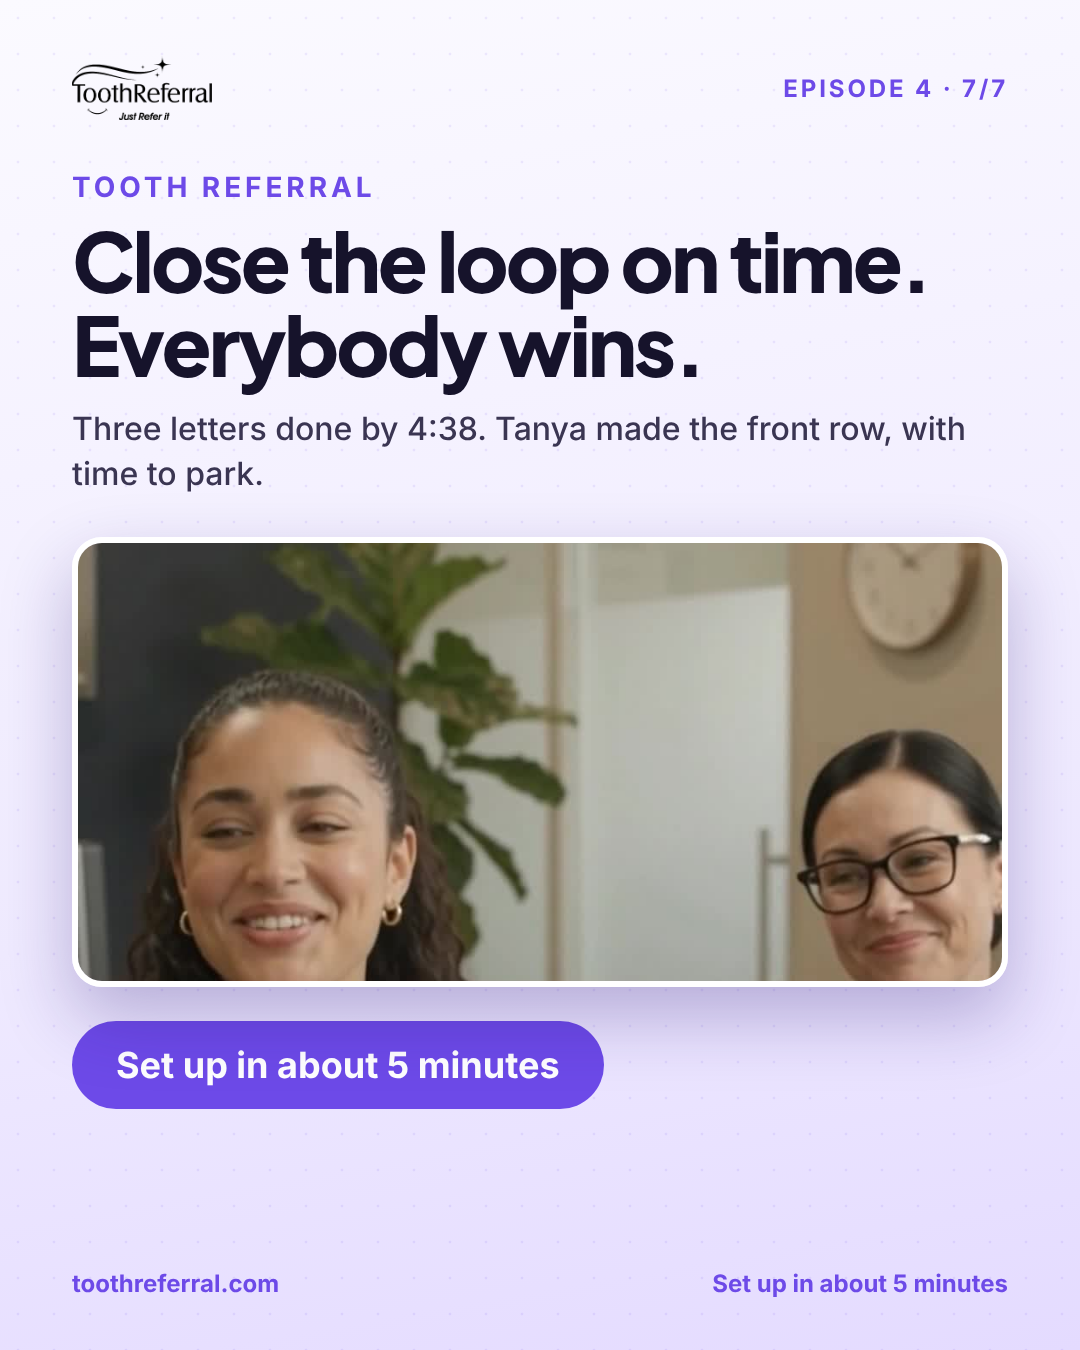 ToothReferral
Just Refer it
EPISODE 4 · 7/7
TOOTH REFERRAL
Close the loop on time.
Everybody wins.
Three letters done by 4:38. Tanya made the front row, with
time to park.
Set up in about 5 minutes
toothreferral.com
Set up in about 5 minutes